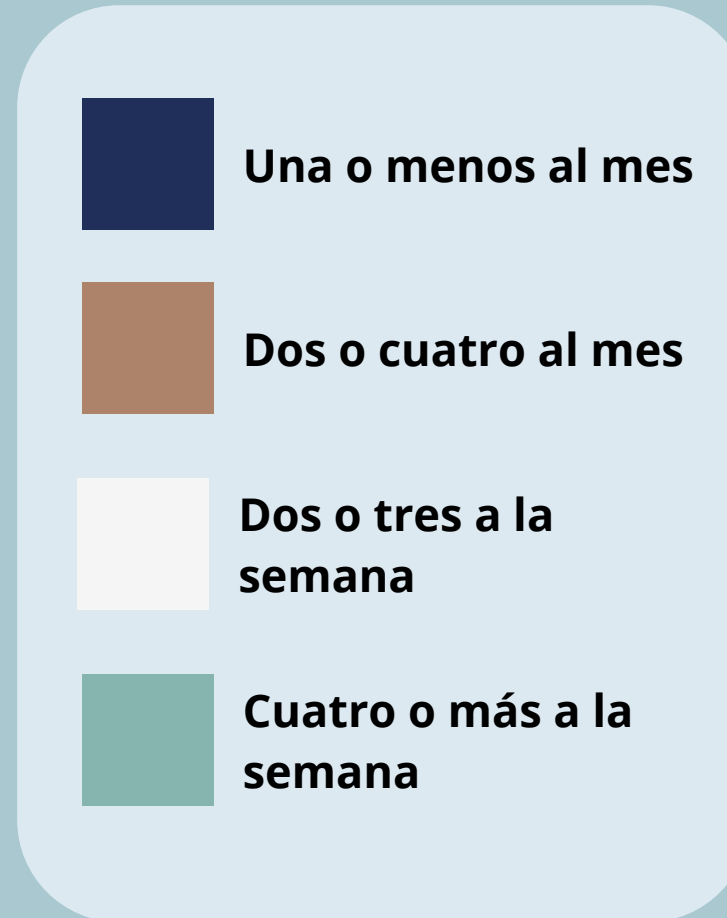 Una o menos al mes
Dos o cuatro al mes
Dos o tres a la
semana
Cuatro o más a la
semana